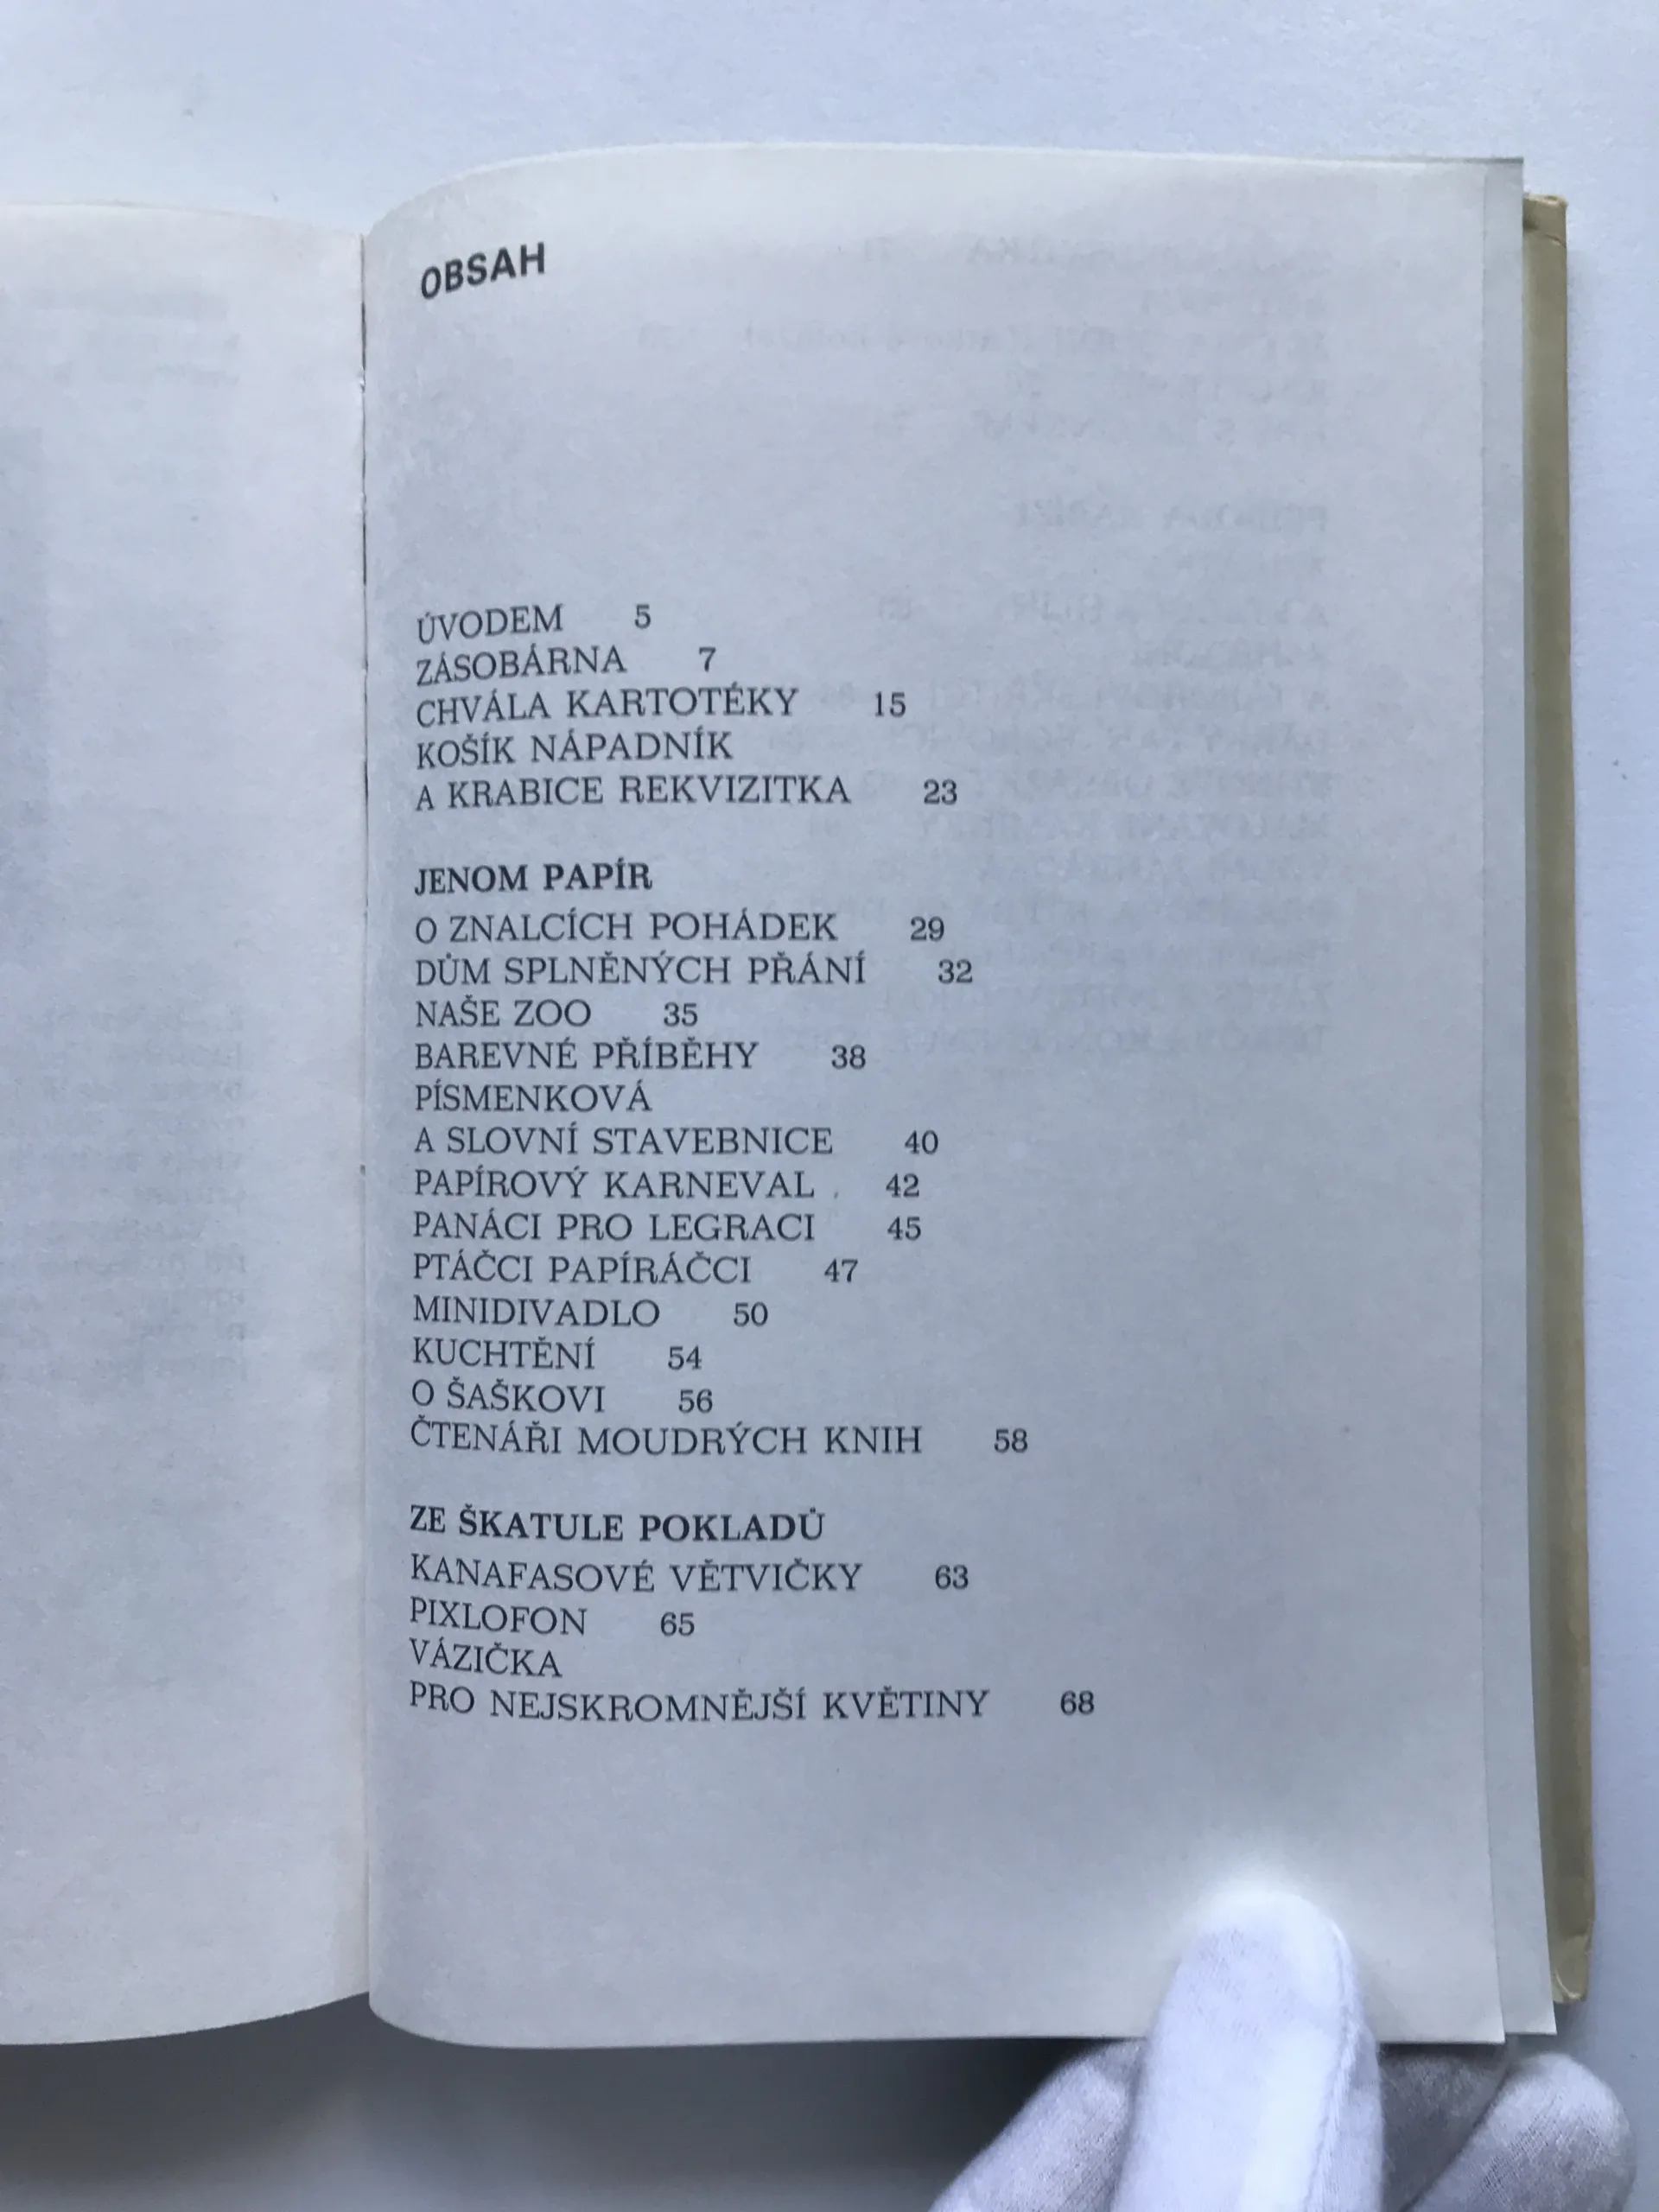 OBSAH
ÚVODEM 5
ZÁSOBÁRNA 7
CHVÁLA KARTOTÉKY 15
KOŠÍK NÁPADNÍK
A KRABICE REKVIZITKA 23
JENOM PAPÍR
O ZNALCÍCH POHÁDEK 29
DŮM SPLNĚNÝCH PŘÁNÍ 32
NAŠE ZOO 35
BAREVNÉ PŘÍBĚHY 38
PÍSMENKOVÁ
A SLOVNÍ STAVEBNICE 40
PAPÍROVÝ KARNEVAL 42
PANÁCI PRO LEGRACI 45
PTÁČCI PAPÍRÁČCI 47
MINIDIVADLO 50
KUCHTĚNÍ 54
O ŠAŠKOVI 56
ČTENÁŘI MOUDRÝCH KNIH 58
ZE ŠKATULE POKLADŮ
KANAFASOVÉ VĚTVIČKY 63
PIXLOFON 65
VÁZIČKA
PRO NEJSKROMNĚJŠÍ KVĚTINY 68